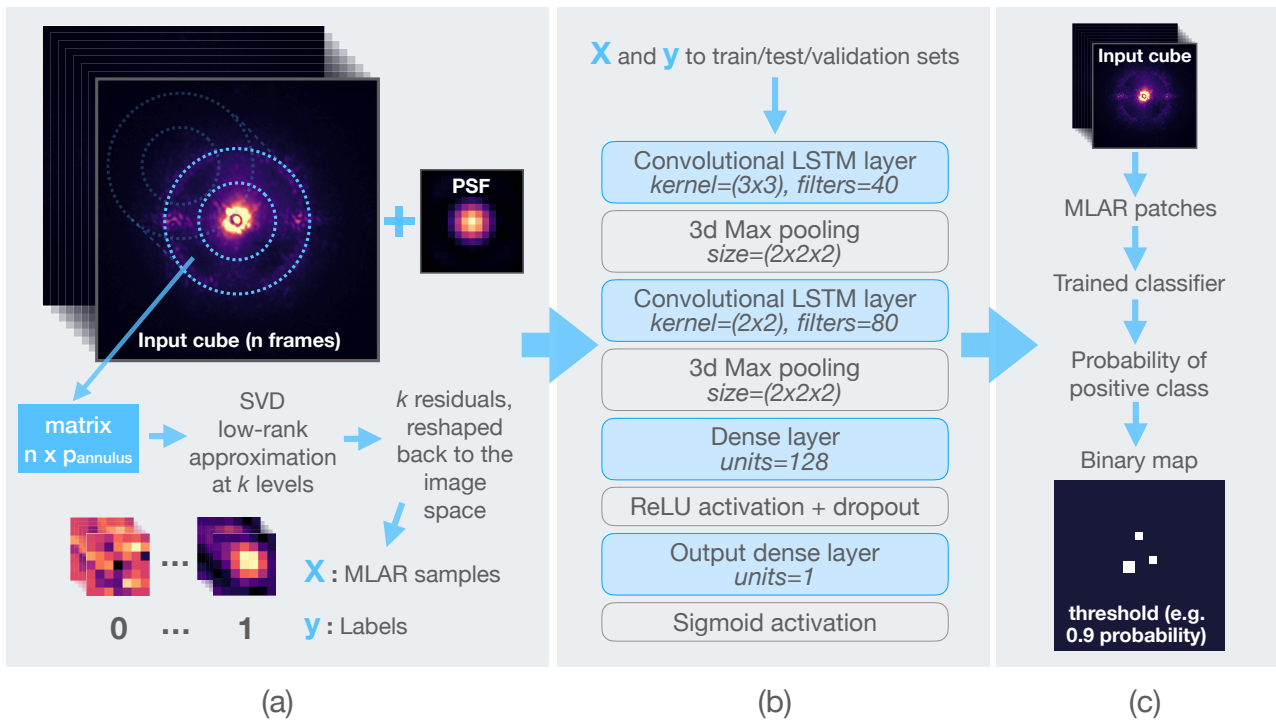 PSF
Input cube (n frames)
matrix
n x pannulus
SVD
low-rank
approximation
at k levels
k residuals,
reshaped
back to the
image
space
...
X : MLAR samples
0 ... 1
y : Labels
(a)
X and y to train/test/validation sets
Convolutional LSTM layer
kernel=(3x3), filters=40
3d Max pooling
size=(2x2x2)
Convolutional LSTM layer
kernel=(2x2), filters=80
3d Max pooling
size=(2x2x2)
Dense layer
units=128
ReLU activation + dropout
Output dense layer
units=1
Sigmoid activation
(b)
Input cube
MLAR patches
Trained classifier
Probability of
positive class
Binary map
threshold (e.g.
0.9 probability)
(c)